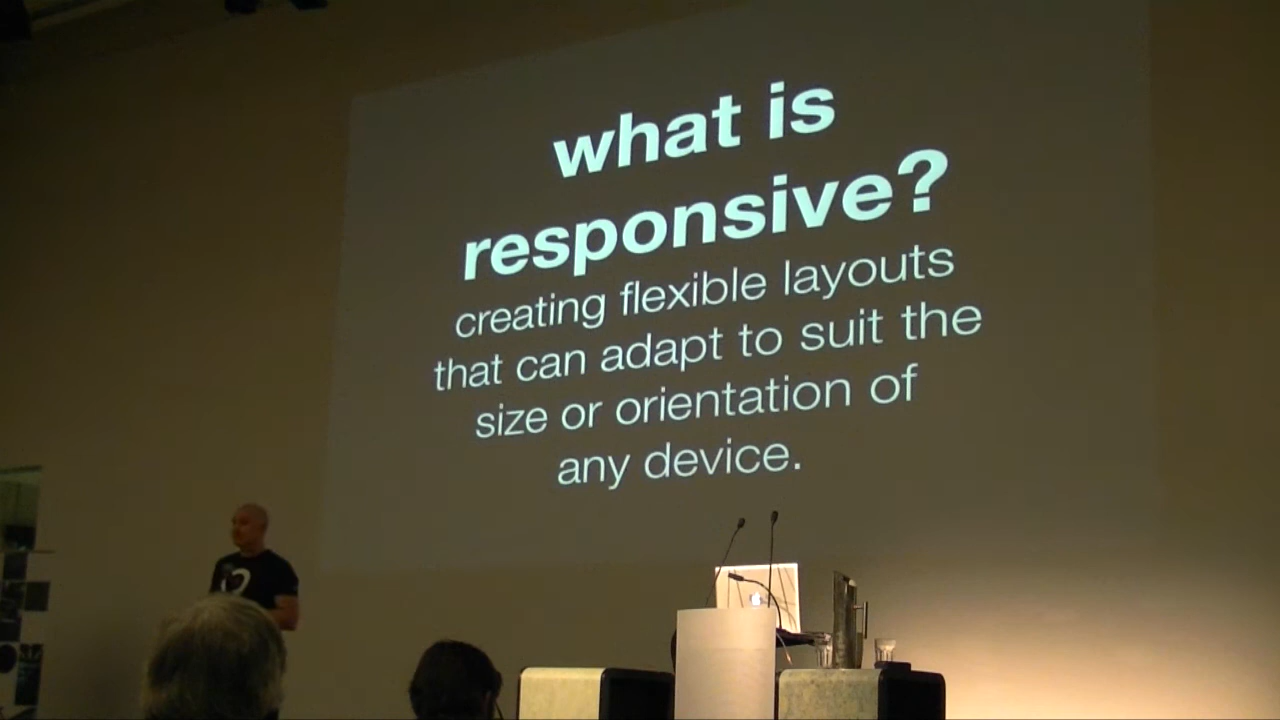 what is
responsive?
creating flexible layouts
that can adapt to suit the
size or orientation of
any device.